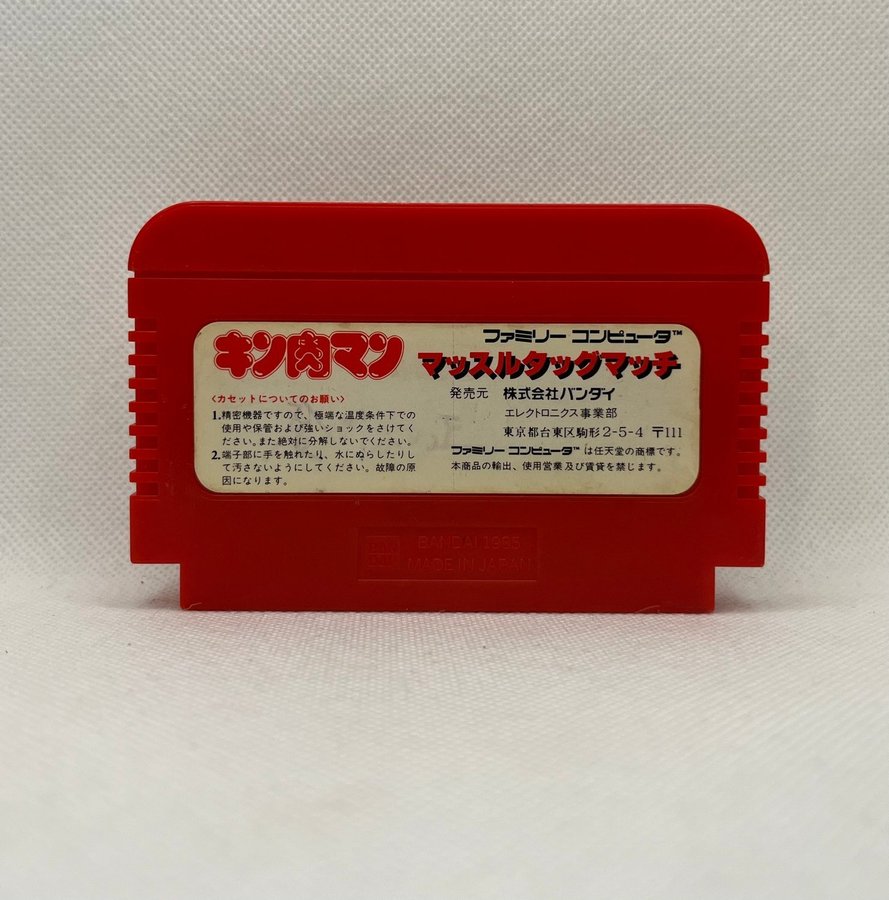 キン肉マン
<カセットについてのお願い>
1.精密機器ですので、極端な温度条件下での
使用や保管および強いショックをさけてく
ださい。また絶対に分解しないでください。
2.端子部に手を触れたり、水にぬらしたりし
て汚さないようにしてください。故障の原
因になります。
ファミリー コンピュータ™
マッスルタッグマッチ
発売元 株式会社バンダイ
エレクトロニクス事業部
東京都台東区駒形2-5-4 〒111
ファミリー コンピュータ™ は任天堂の商標です。
本商品の輸出、使用営業及び賃貸を禁じます。
BAN
DAI
BANDAI 1985
MADE IN JAPAN